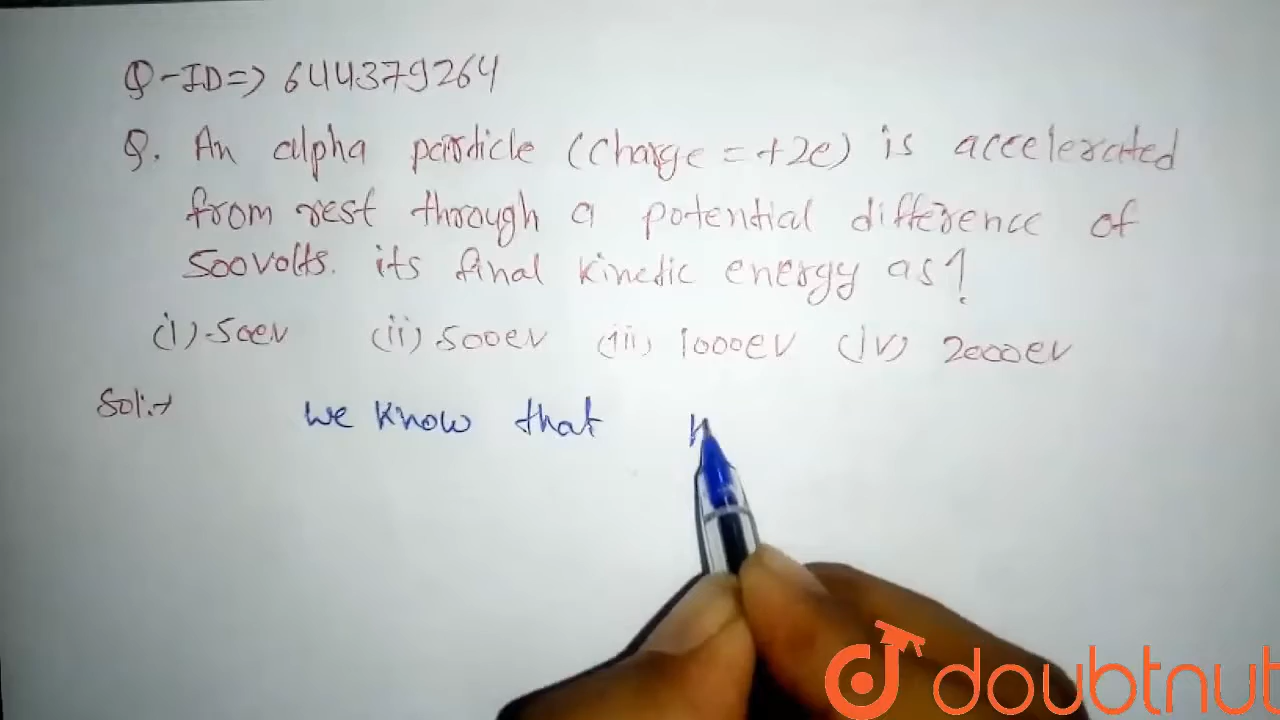 Q-ID=> 644379264
Q. An alpha particle (Charge = +2e) is accelerated
from rest through a potential difference of
500volts. its final kinetic energy as?
(i) 50eV (ii) 500eV (iii) 1000eV (iv) 2000eV
Sol:→ we know that
doubtnut